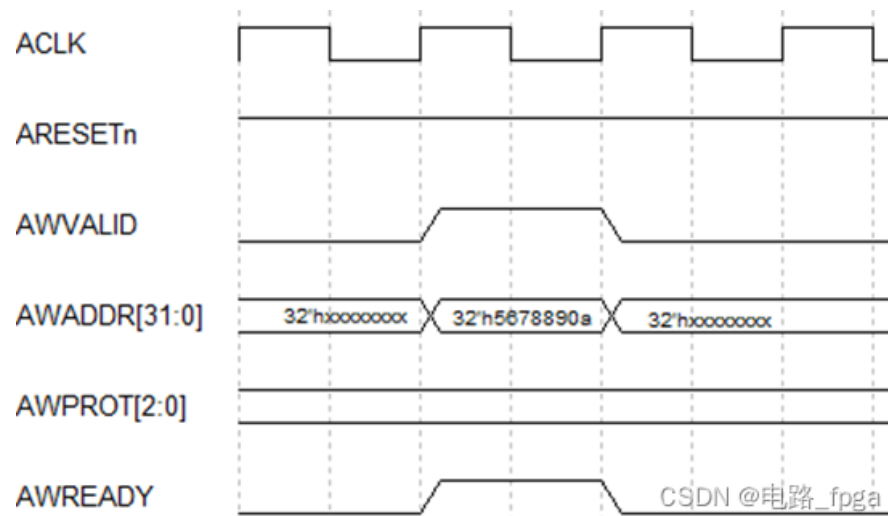 ACLK
ARESETn
AWVALID
AWADDR[31:0] 32'hxxxxxxxx 32'h5678890a 32'hxxxxxxxx
AWPROT[2:0]
AWREADY
CSDN @电路_fpga